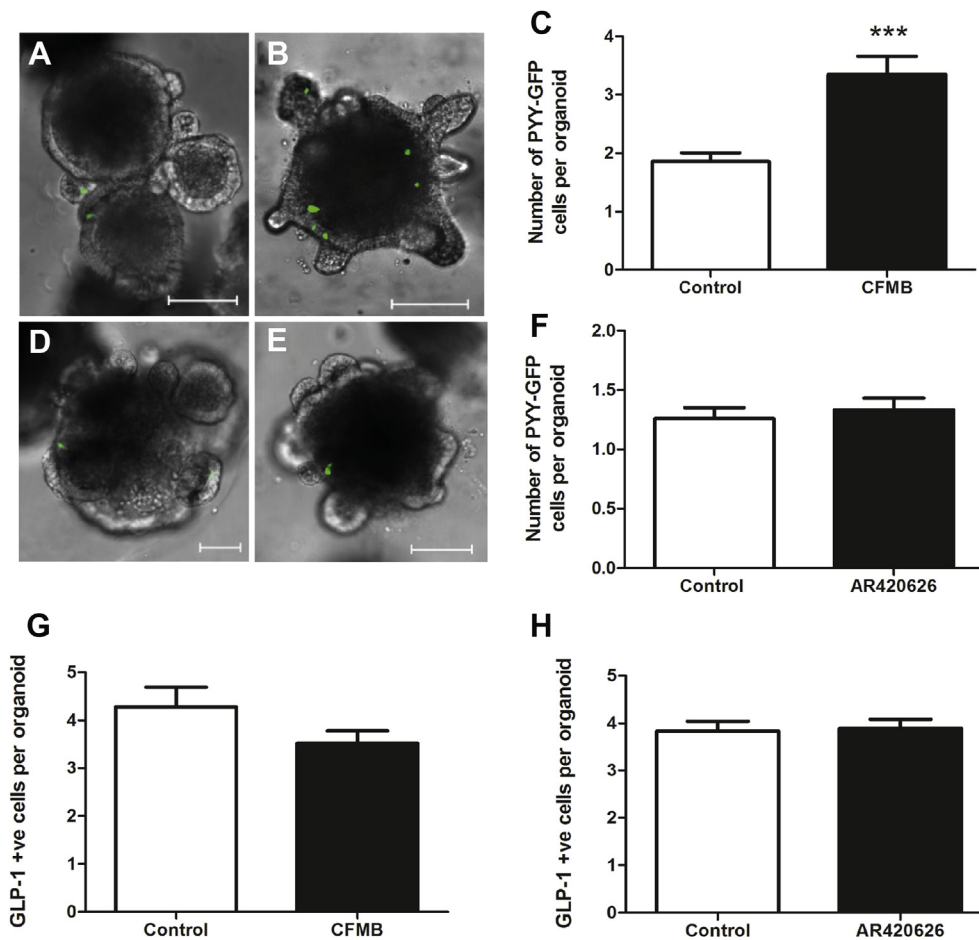 A
B
C
***
Number of PYY-GFP
cells per organoid
4
3
2
1
0
Control
CFMB
D
E
F
Number of PYY-GFP
cells per organoid
2.0
1.5
1.0
0.5
0.0
Control
AR420626
G
GLP-1 +ve cells per organoid
5
4
3
2
1
0
Control
CFMB
H
GLP-1 +ve cells per organoid
5
4
3
2
1
0
Control
AR420626